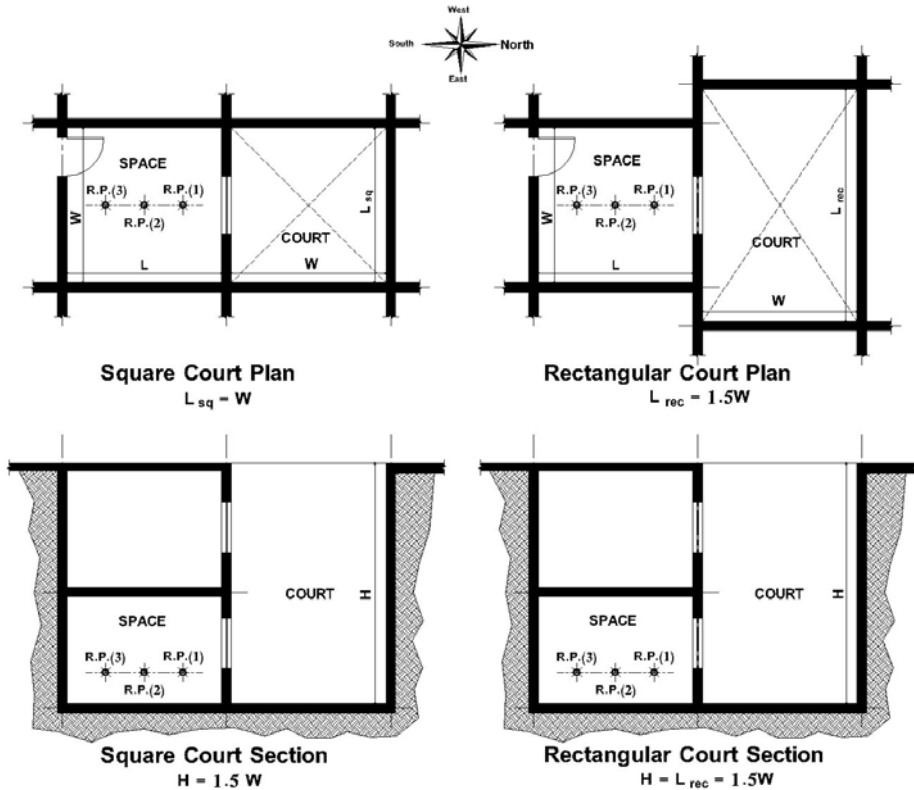 West
South
North
East
SPACE
R.P.(3)
R.P.(1)
R.P.(2)
W
L
COURT
L sq
W
Square Court Plan
L sq = W
SPACE
R.P.(3)
R.P.(1)
R.P.(2)
W
L
COURT
L rec
W
Rectangular Court Plan
L rec = 1.5W
SPACE
R.P.(3)
R.P.(1)
R.P.(2)
COURT
H
Square Court Section
H = 1.5 W
SPACE
R.P.(3)
R.P.(1)
R.P.(2)
COURT
H
Rectangular Court Section
H = L rec = 1.5W